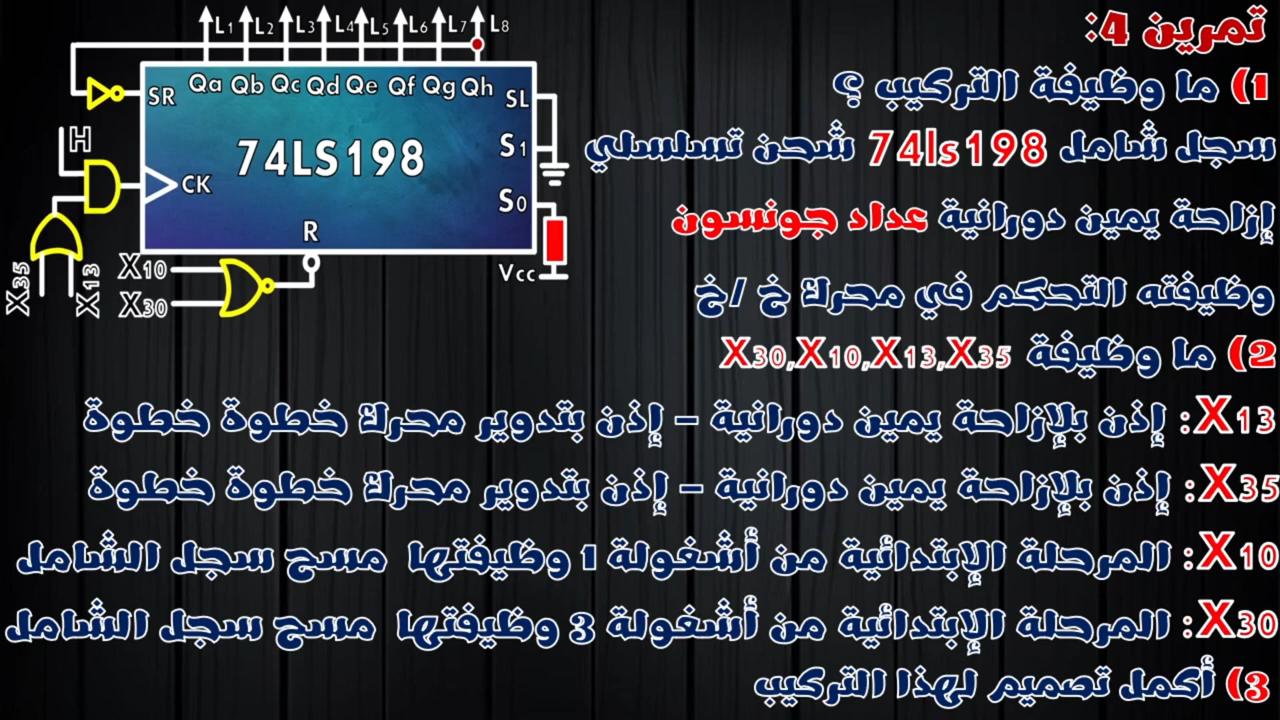 تمرين 4:
1) ما وظيفة التركيب ؟
سجل شامل 74ls198 شحن تسلسلي
إزاحة يمين دورانية عداد جونسون
وظيفته التحكم في محرك خ /خ
2) ما وظيفة X30,X10,X13,X35
X13: إذن بلإزاحة يمين دورانية – إذن بتدوير محرك خطوة خطوة
X35: إذن بلإزاحة يمين دورانية – إذن بتدوير محرك خطوة خطوة
X10: المرحلة الإبتدائية من أشغولة 1 وظيفتها مسح سجل الشامل
X30: المرحلة الإبتدائية من أشغولة 3 وظيفتها مسح سجل الشامل
3) أكمل تصميم لهذا التركيب
L1 L2 L3 L4 L5 L6 L7 L8
Qa Qb Qc Qd Qe Qf Qg Qh
SR
SL
H
74LS198
S1
CK
S0
R
X10
Vcc
X35
X13
X30